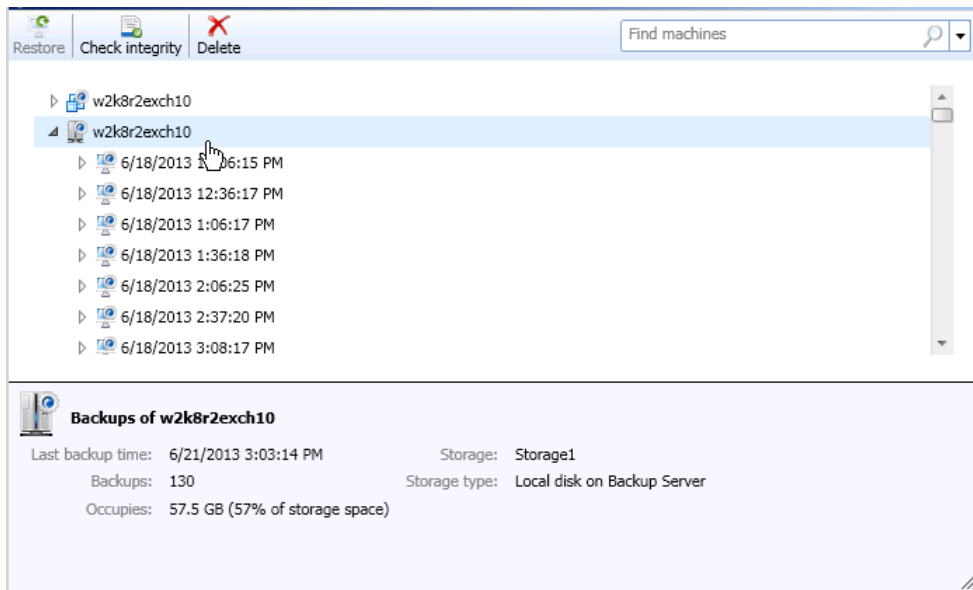 Restore Check integrity Delete Find machines
w2k8r2exch10
w2k8r2exch10
6/18/2013 06:15 PM
6/18/2013 12:36:17 PM
6/18/2013 1:06:17 PM
6/18/2013 1:36:18 PM
6/18/2013 2:06:25 PM
6/18/2013 2:37:20 PM
6/18/2013 3:08:17 PM
Backups of w2k8r2exch10
Last backup time: 6/21/2013 3:03:14 PM Storage: Storage1
Backups: 130 Storage type: Local disk on Backup Server
Occupies: 57.5 GB (57% of storage space)